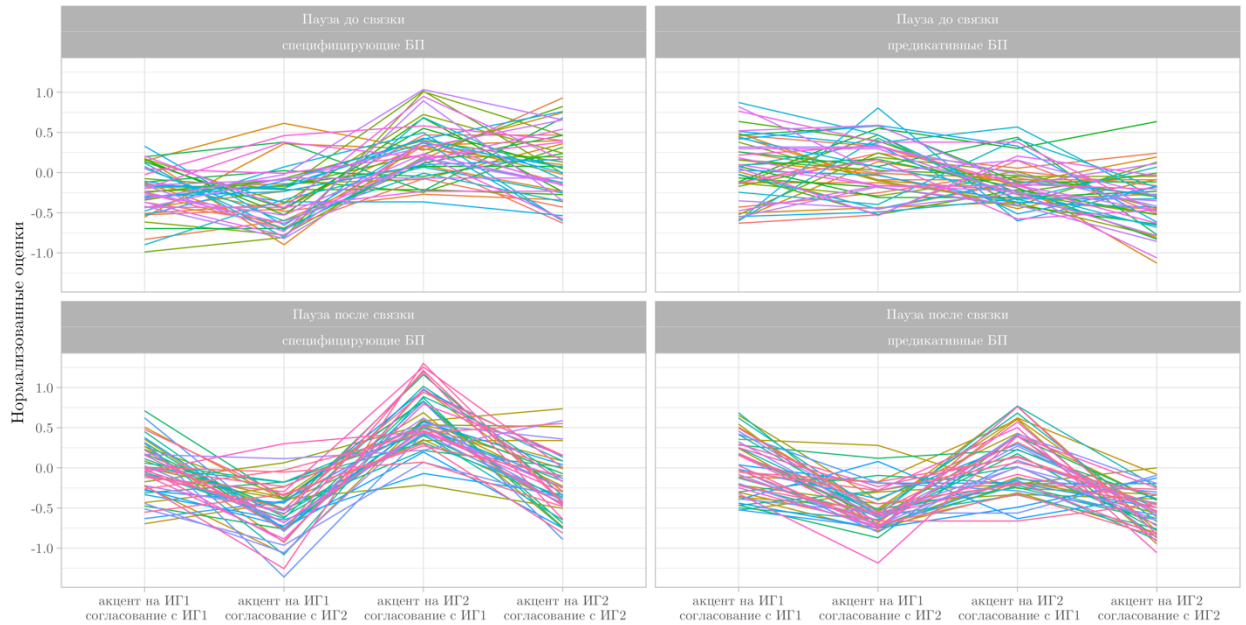 Пауза до связки
специфицирующие БП
Пауза до связки
предикативные БП
1.0
0.5
0.0
-0.5
-1.0
Нормализованные оценки
Пауза после связки
специфицирующие БП
Пауза после связки
предикативные БП
1.0
0.5
0.0
-0.5
-1.0
акцент на ИГ1
согласование с ИГ1
акцент на ИГ1
согласование с ИГ2
акцент на ИГ2
согласование с ИГ1
акцент на ИГ2
согласование с ИГ2
акцент на ИГ1
согласование с ИГ1
акцент на ИГ1
согласование с ИГ2
акцент на ИГ2
согласование с ИГ1
акцент на ИГ2
согласование с ИГ2